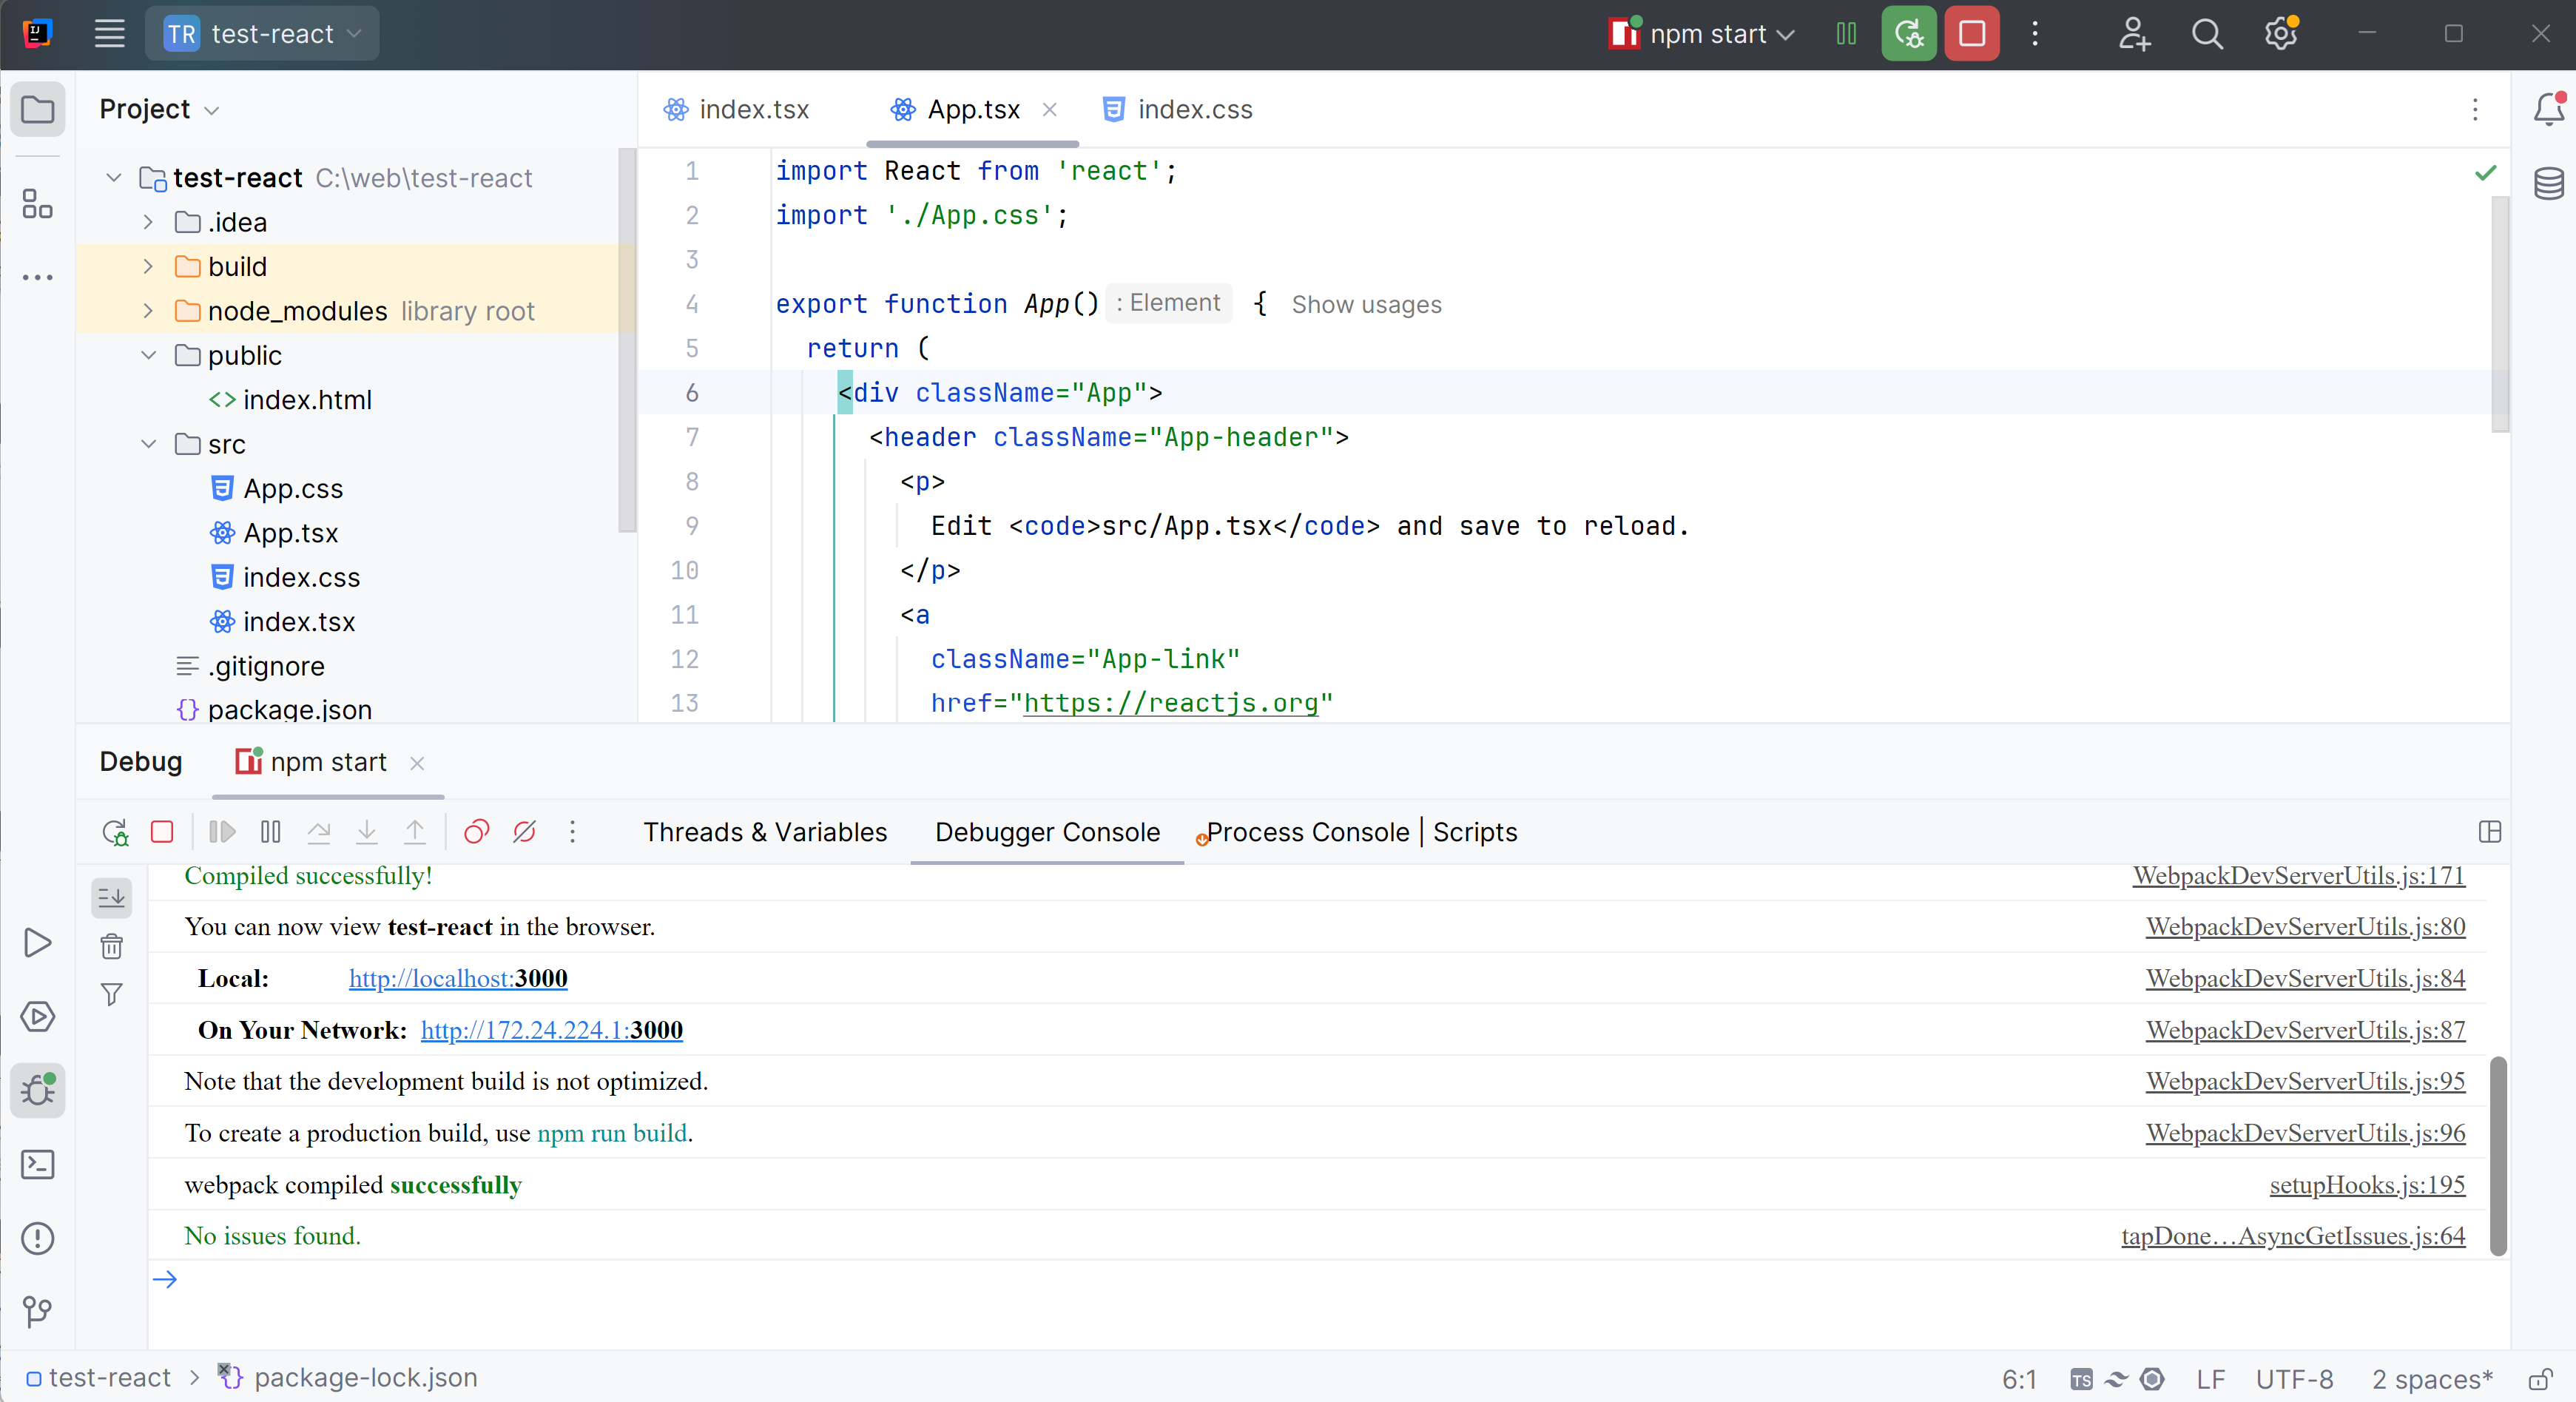 TR test-react
npm start
Project
index.tsx
App.tsx
index.css
test-react C:\web\test-react
.idea
build
node_modules library root
public
index.html
src
App.css
App.tsx
index.css
index.tsx
.gitignore
package.json
1 import React from 'react';
2 import './App.css';
3
4 export function App() : Element { Show usages
5 return (
6 <div className="App">
7 <header className="App-header">
8 <p>
9 Edit <code>src/App.tsx</code> and save to reload.
10 </p>
11 <a
12 className="App-link"
13 href="https://reactjs.org"
Debug
npm start
Threads & Variables
Debugger Console
Process Console | Scripts
Compiled successfully! WebpackDevServerUtils.js:171
You can now view test-react in the browser. WebpackDevServerUtils.js:80
Local: http://localhost:3000 WebpackDevServerUtils.js:84
On Your Network: http://172.24.224.1:3000 WebpackDevServerUtils.js:87
Note that the development build is not optimized. WebpackDevServerUtils.js:95
To create a production build, use npm run build. WebpackDevServerUtils.js:96
webpack compiled successfully setupHooks.js:195
No issues found. tapDone…AsyncGetIssues.js:64
test-react > package-lock.json
6:1 TS LF UTF-8 2 spaces*